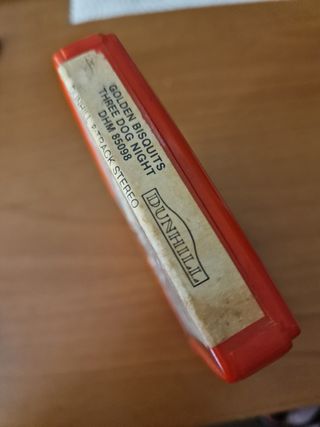 GOLDEN BISQUITS
THREE DOG NIGHT
DHM 85098
8 TRACK STEREO
DUNHILL